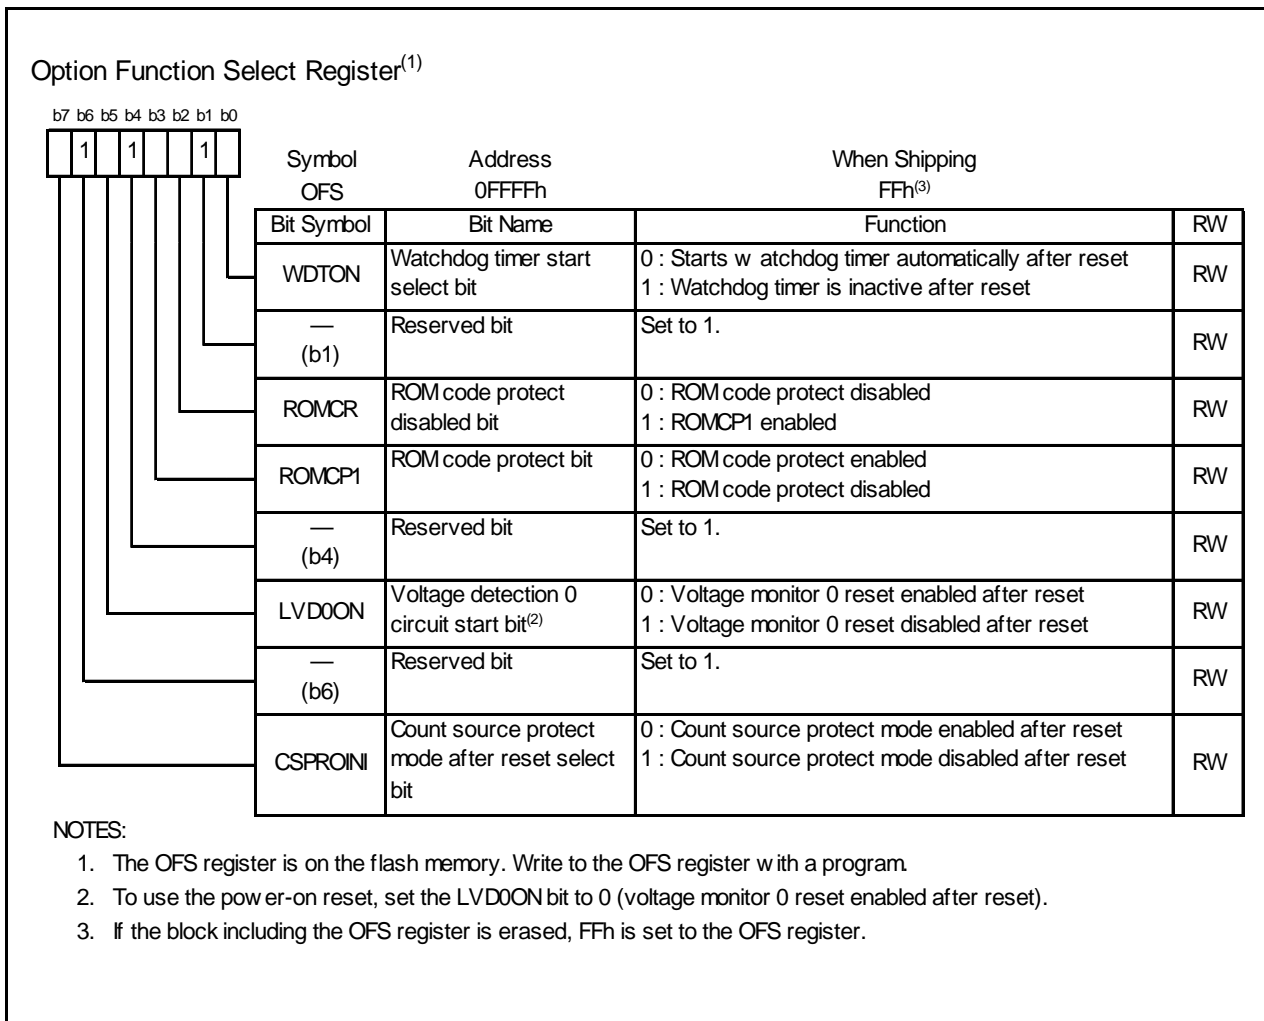 Option Function Select Register(1)
b7 b6 b5 b4 b3 b2 b1 b0
1 1 1
Symbol Address When Shipping
OFS 0FFFFh FFh(3)
Bit Symbol Bit Name Function RW
WDTON Watchdog timer start select bit 0 : Starts w atchdog timer automatically after reset RW
1 : Watchdog timer is inactive after reset
— (b1) Reserved bit Set to 1. RW
ROMCR ROM code protect disabled bit 0 : ROM code protect disabled RW
1 : ROMCP1 enabled
ROMCP1 ROM code protect bit 0 : ROM code protect enabled RW
1 : ROM code protect disabled
— (b4) Reserved bit Set to 1. RW
LVD0ON Voltage detection 0 circuit start bit(2) 0 : Voltage monitor 0 reset enabled after reset RW
1 : Voltage monitor 0 reset disabled after reset
— (b6) Reserved bit Set to 1. RW
CSPROINI Count source protect mode after reset select bit 0 : Count source protect mode enabled after reset RW
1 : Count source protect mode disabled after reset
NOTES:
1. The OFS register is on the flash memory. Write to the OFS register w ith a program.
2. To use the pow er-on reset, set the LVD0ON bit to 0 (voltage monitor 0 reset enabled after reset).
3. If the block including the OFS register is erased, FFh is set to the OFS register.